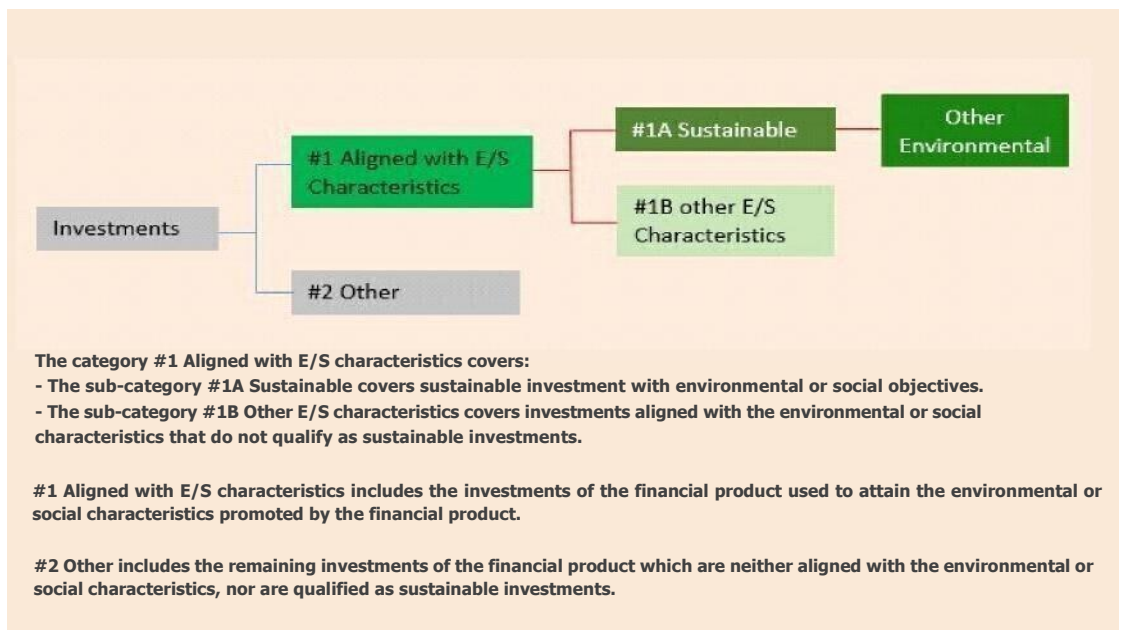 Other
Environmental
#1A Sustainable
#1 Aligned with E/S
Characteristics
#1B other E/S
Characteristics
Investments
#2 Other
The category #1 Aligned with E/S characteristics covers:
- The sub-category #1A Sustainable covers sustainable investment with environmental or social objectives.
- The sub-category #1B Other E/S characteristics covers investments aligned with the environmental or social
characteristics that do not qualify as sustainable investments.
#1 Aligned with E/S characteristics includes the investments of the financial product used to attain the environmental or
social characteristics promoted by the financial product.
#2 Other includes the remaining investments of the financial product which are neither aligned with the environmental or
social characteristics, nor are qualified as sustainable investments.